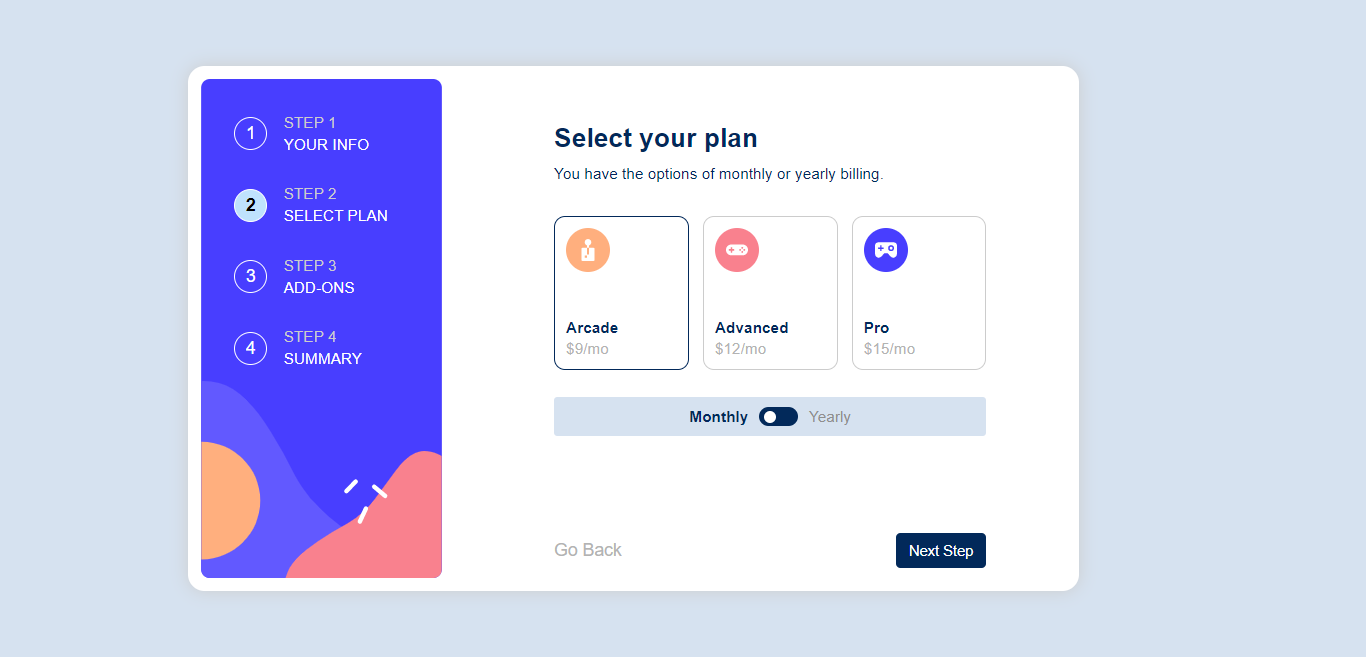 1
STEP 1
YOUR INFO
2
STEP 2
SELECT PLAN
3
STEP 3
ADD-ONS
4
STEP 4
SUMMARY
Select your plan
You have the options of monthly or yearly billing.
Arcade
$9/mo
Advanced
$12/mo
Pro
$15/mo
Monthly Yearly
Go Back
Next Step